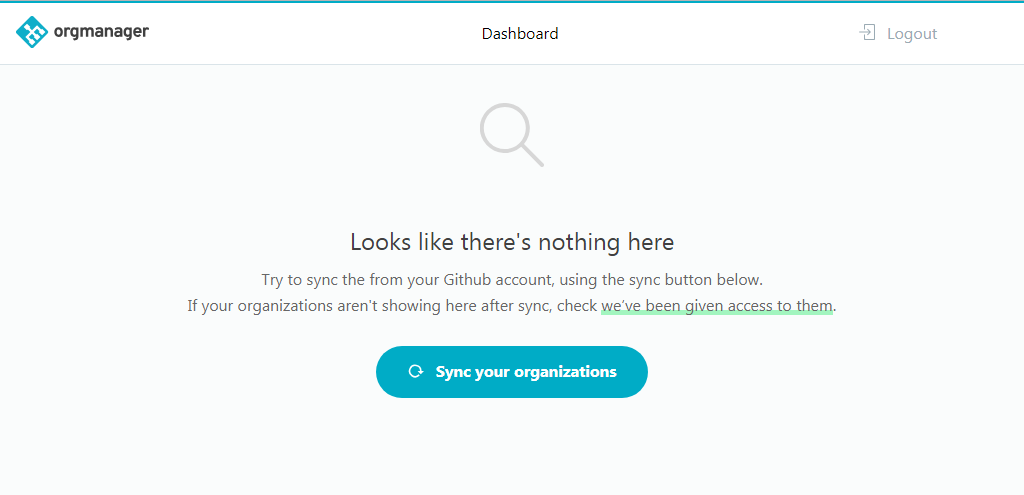 orgmanager
Dashboard
Logout
Looks like there's nothing here
Try to sync the from your Github account, using the sync button below.
If your organizations aren't showing here after sync, check we've been given access to them.
Sync your organizations